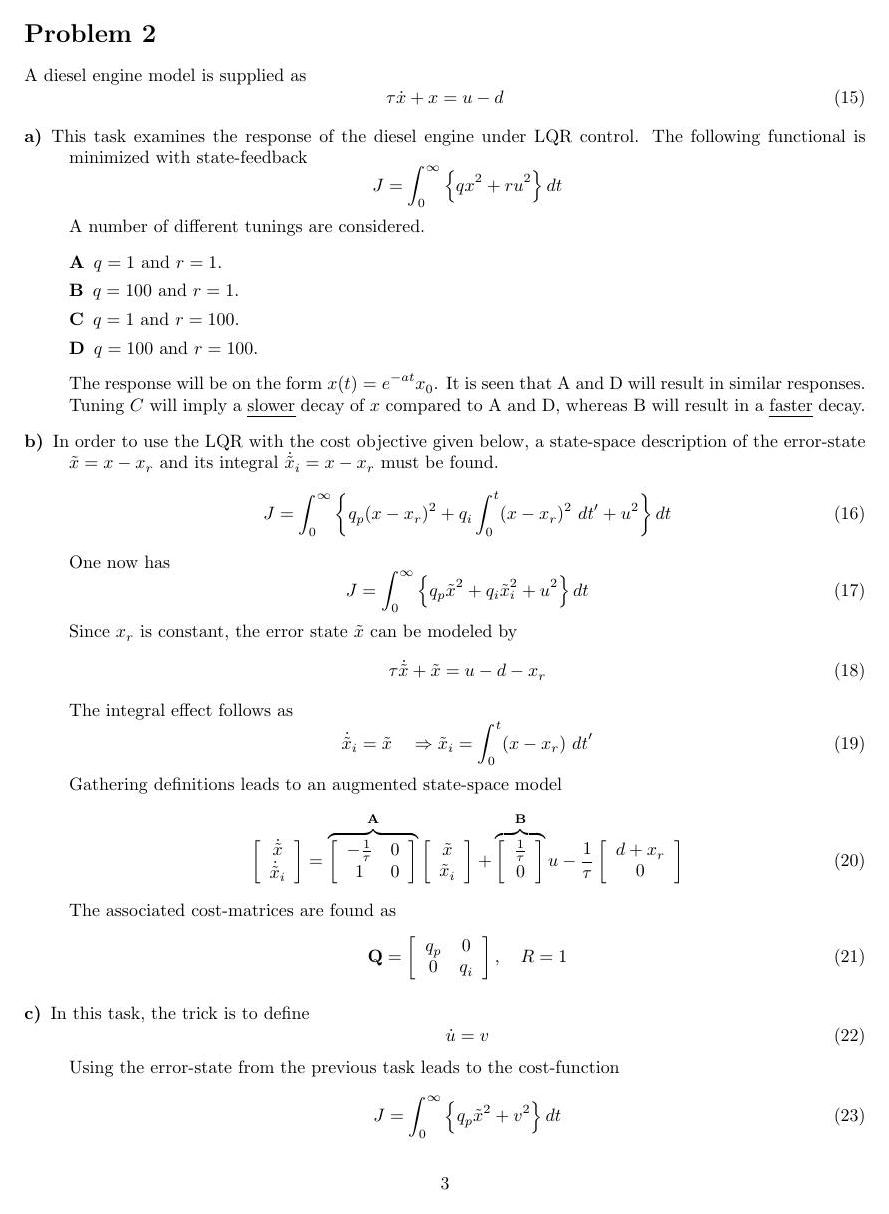 Problem 2
A diesel engine model is supplied as
τẋ + x = u − d (15)
a) This task examines the response of the diesel engine under LQR control. The following functional is
minimized with state-feedback
J = ∫₀^∞ {qx² + ru²} dt
A number of different tunings are considered.
A q = 1 and r = 1.
B q = 100 and r = 1.
C q = 1 and r = 100.
D q = 100 and r = 100.
The response will be on the form x(t) = e^{−at}x₀. It is seen that A and D will result in similar responses.
Tuning C will imply a slower decay of x compared to A and D, whereas B will result in a faster decay.
b) In order to use the LQR with the cost objective given below, a state-space description of the error-state
x̃ = x − x_r and its integral \dot{x̃}_i = x − x_r must be found.
J = ∫₀^∞ {q_p(x − x_r)² + q_i ∫₀^t (x − x_r)² dt′ + u²} dt (16)
One now has
J = ∫₀^∞ {q_p x̃² + q_i x̃_i² + u²} dt (17)
Since x_r is constant, the error state x̃ can be modeled by
τ\dot{x̃} + x̃ = u − d − x_r (18)
The integral effect follows as
\dot{x̃}_i = x̃ ⇒ x̃_i = ∫₀^t (x − x_r) dt′ (19)
Gathering definitions leads to an augmented state-space model
A B
[ \dot{x̃} ; \dot{x̃}_i ] = [ −1/τ 0 ; 1 0 ] [ x̃ ; x̃_i ] + [ 1/τ ; 0 ] u − 1/τ [ d + x_r ; 0 ] (20)
The associated cost-matrices are found as
Q = [ q_p 0 ; 0 q_i ], R = 1 (21)
c) In this task, the trick is to define
u̇ = v (22)
Using the error-state from the previous task leads to the cost-function
J = ∫₀^∞ {q_p x̃² + v²} dt (23)
3